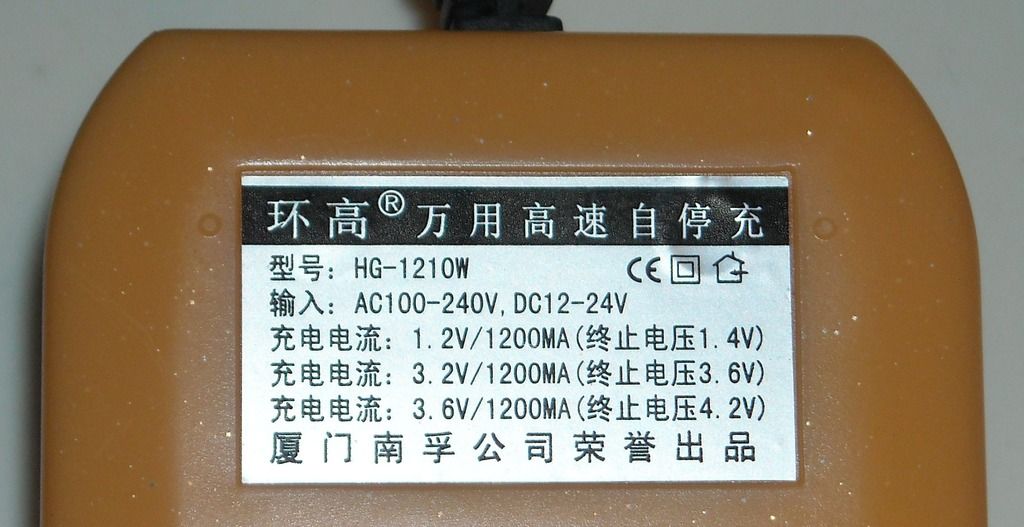 环高® 万用高速自停充
型号: HG-1210W CE
输入: AC100-240V, DC12-24V
充电电流: 1.2V/1200MA(终止电压1.4V)
充电电流: 3.2V/1200MA(终止电压3.6V)
充电电流: 3.6V/1200MA(终止电压4.2V)
厦门南孚公司荣誉出品